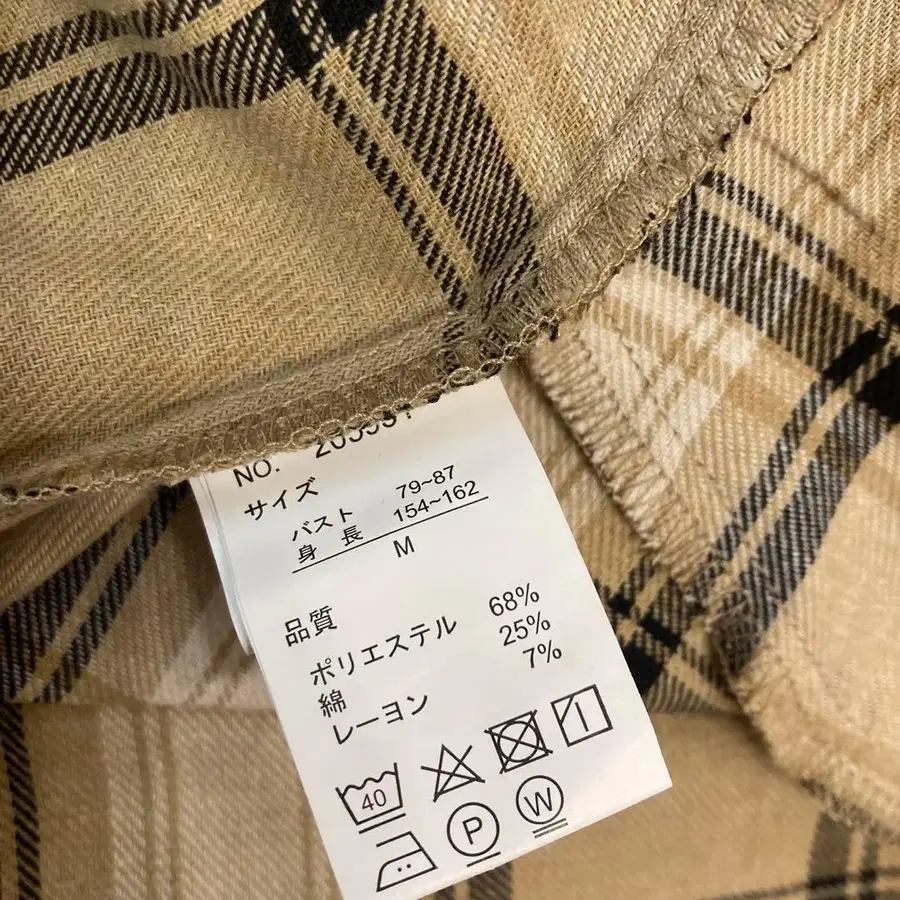 NO.
サイズ
バスト 79~87
身 長 154~162
M
品質
ポリエステル 68%
綿 25%
レーヨン 7%
40
P W